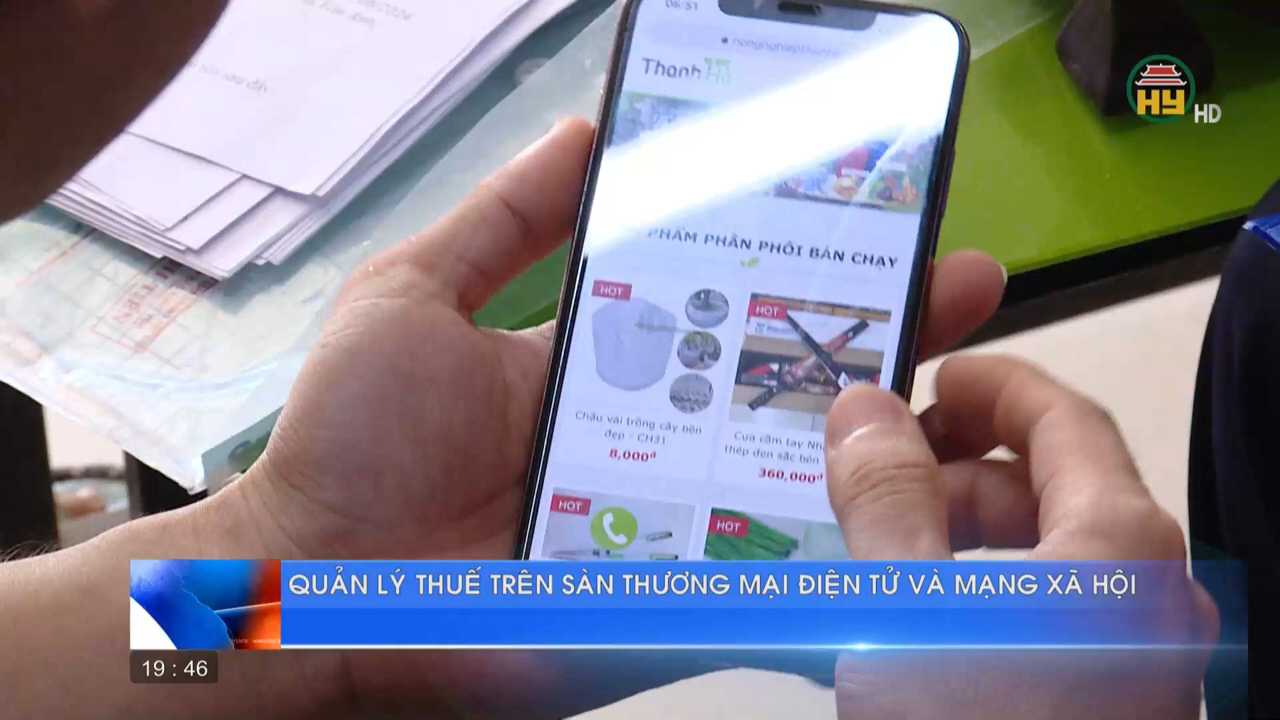 HY HD
Thanh Hà
PHẨM PHÂN PHỐI BÁN CHẠY
HOT
HOT
Chậu vải trồng cây bền
đẹp - CH31
8,000đ
Cưa cầm tay
thép đen sắc bén
360,000đ
HOT
HOT
QUẢN LÝ THUẾ TRÊN SÀN THƯƠNG MẠI ĐIỆN TỬ VÀ MẠNG XÃ HỘI
19 : 46